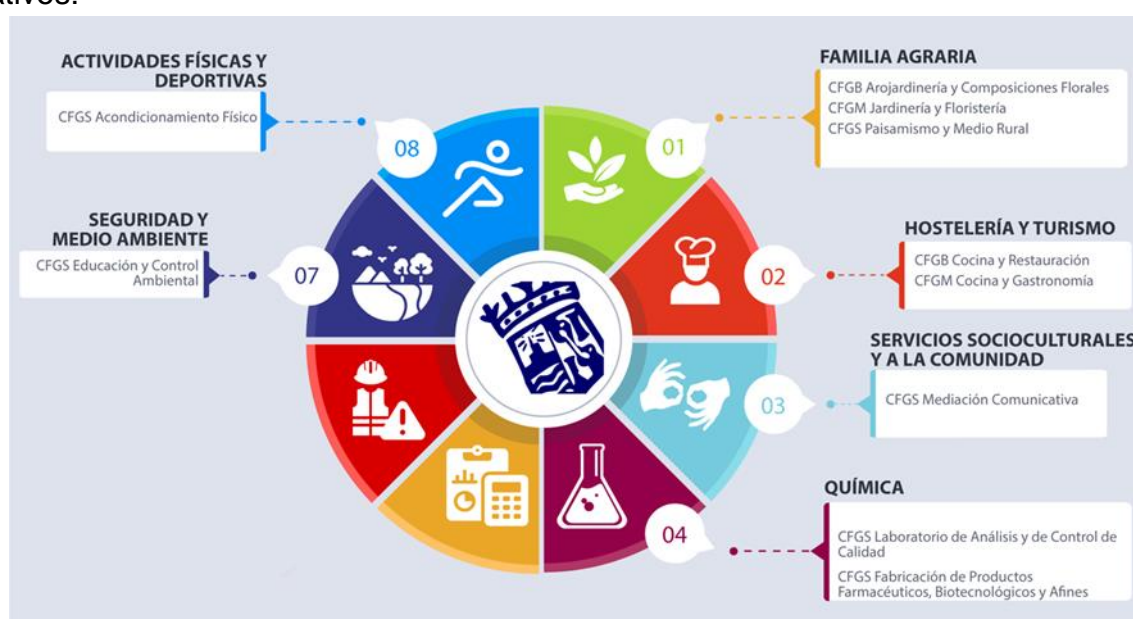 ativos:
ACTIVIDADES FÍSICAS Y
DEPORTIVAS
CFGS Acondicionamiento Físico
08
SEGURIDAD Y
MEDIO AMBIENTE
CFGS Educación y Control
Ambiental
07
FAMILIA AGRARIA
CFGB Arojardinería y Composiciones Florales
CFGM Jardinería y Floristería
CFGS Paisamismo y Medio Rural
01
HOSTELERÍA Y TURISMO
CFGB Cocina y Restauración
CFGM Cocina y Gastronomía
02
SERVICIOS SOCIOCULTURALES
Y A LA COMUNIDAD
CFGS Mediación Comunicativa
03
QUÍMICA
CFGS Laboratorio de Análisis y de Control de
Calidad
CFGS Fabricación de Productos
Farmacéuticos, Biotecnológicos y Afines
04